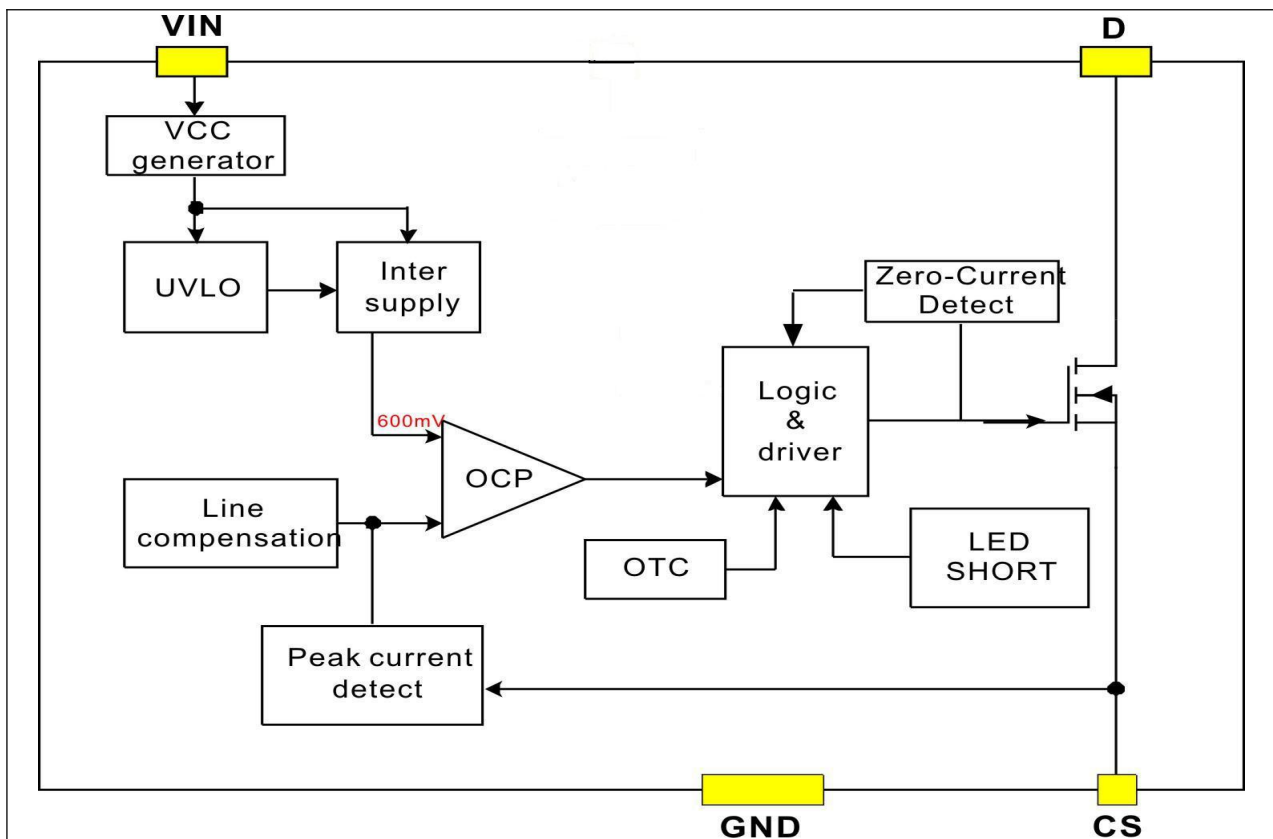 VIN
D
VCC
generator
UVLO
Inter
supply
Zero-Current
Detect
Logic
&
driver
600mV
OCP
Line
compensation
OTC
LED
SHORT
Peak current
detect
GND
CS